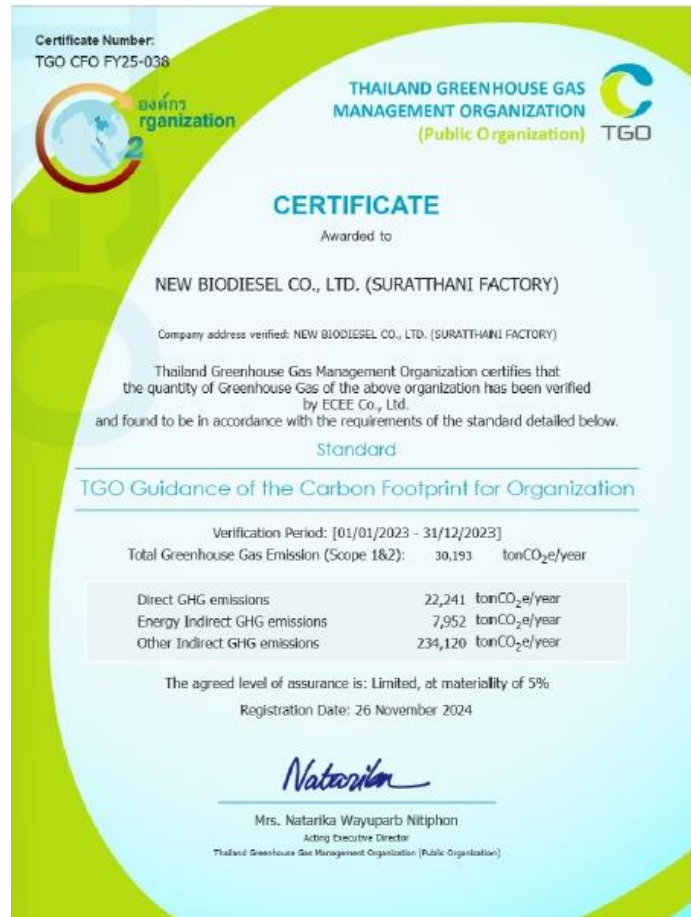 Certificate Number:
TGO CFO FY25-038
องค์กร
rganization
2
THAILAND GREENHOUSE GAS
MANAGEMENT ORGANIZATION
(Public Organization)
TGO
CERTIFICATE
Awarded to
NEW BIODIESEL CO., LTD. (SURATTHANI FACTORY)
Company address verified: NEW BIODIESEL CO., LTD. (SURATTHANI FACTORY)
Thailand Greenhouse Gas Management Organization certifies that
the quantity of Greenhouse Gas of the above organization has been verified
by ECEE Co., Ltd.
and found to be in accordance with the requirements of the standard detailed below.
Standard
TGO Guidance of the Carbon Footprint for Organization
Verification Period: [01/01/2023 - 31/12/2023]
Total Greenhouse Gas Emission (Scope 1&2): 30,193 tonCO₂e/year
Direct GHG emissions 22,241 tonCO₂e/year
Energy Indirect GHG emissions 7,952 tonCO₂e/year
Other Indirect GHG emissions 234,120 tonCO₂e/year
The agreed level of assurance is: Limited, at materiality of 5%
Registration Date: 26 November 2024
Natarika
Mrs. Natarika Wayuparb Nitiphon
Acting Executive Director
Thailand Greenhouse Gas Management Organization (Public Organization)